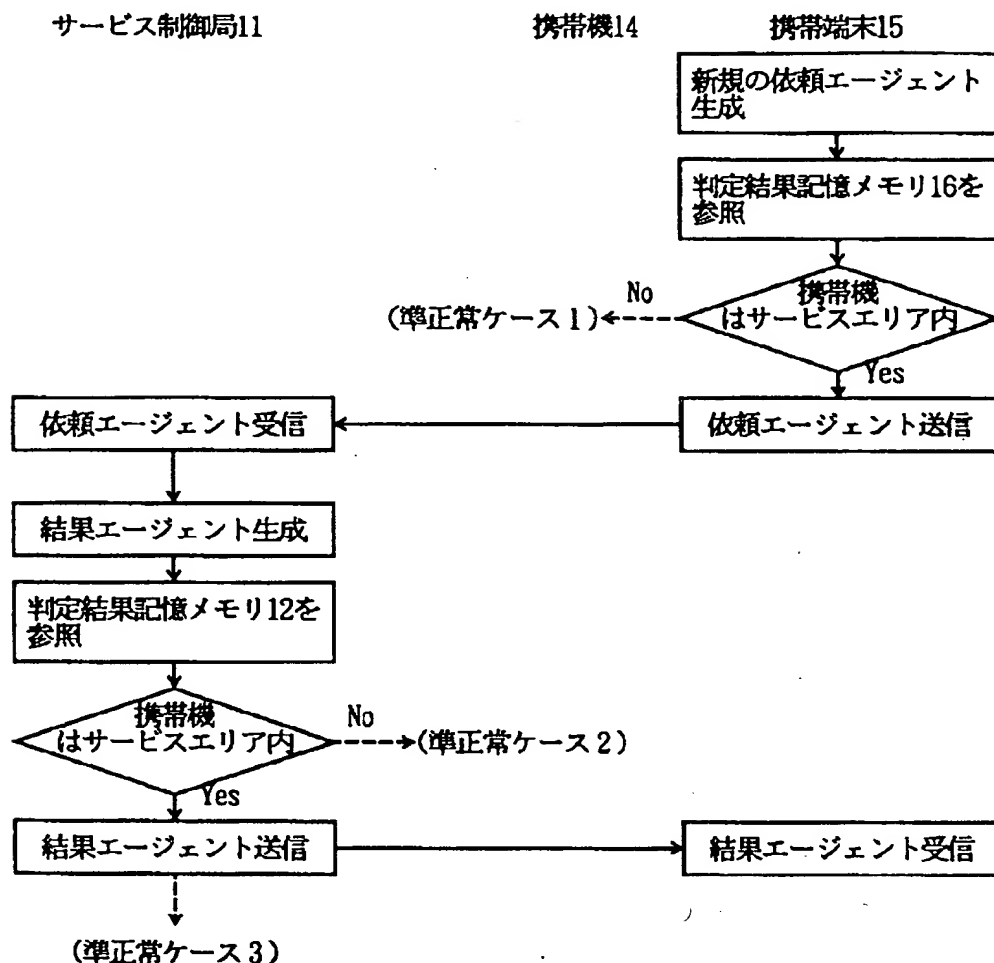 サービス制御局11 携帯機14 携帯端末15
新規の依頼エージェント
生成
判定結果記憶メモリ16を
参照
携帯機
はサービスエリア内
No
(準正常ケース1)
Yes
依頼エージェント受信
依頼エージェント送信
結果エージェント生成
判定結果記憶メモリ12を
参照
携帯機
はサービスエリア内
No
(準正常ケース2)
Yes
結果エージェント送信
結果エージェント受信
(準正常ケース3)